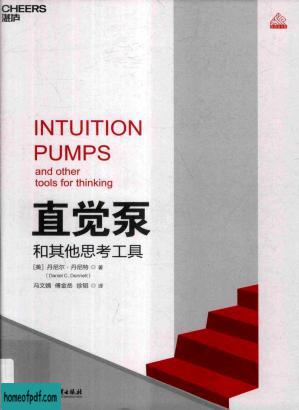 CHEERS
湛庐
INTUITION
PUMPS
and other
tools for thinking
直觉泵
和其他思考工具
[美] 丹尼尔·丹尼特 著
(Daniel C. Dennett)
冯文婧 傅金岳 徐韬 译
homeofpdf.com